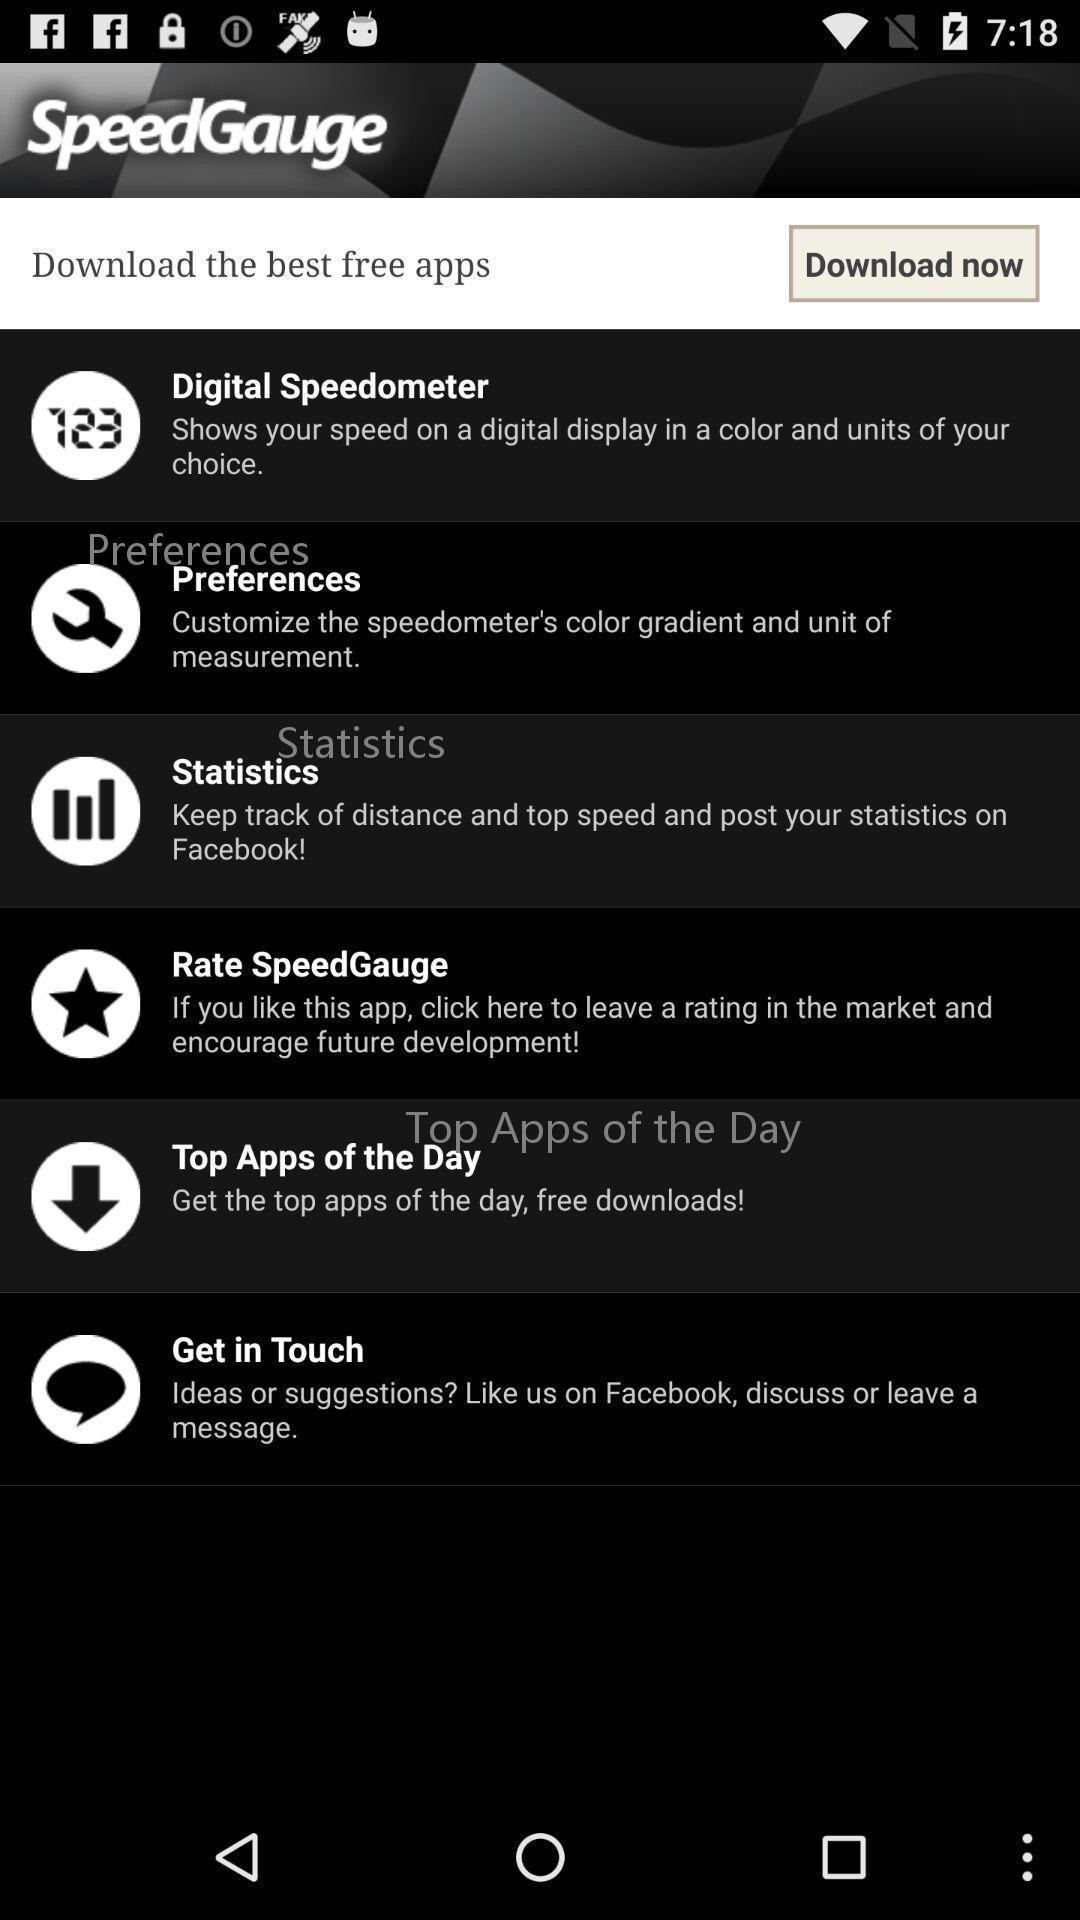 FAKE
7:18
SpeedGauge
Download the best free apps
Download now
123
Digital Speedometer
Shows your speed on a digital display in a color and units of your
choice.
Preferences
Preferences
Customize the speedometer's color gradient and unit of
measurement.
Statistics
Statistics
Keep track of distance and top speed and post your statistics on
Facebook!
Rate SpeedGauge
If you like this app, click here to leave a rating in the market and
encourage future development!
Top Apps of the Day
Top Apps of the Day
Get the top apps of the day, free downloads!
Get in Touch
Ideas or suggestions? Like us on Facebook, discuss or leave a
message.